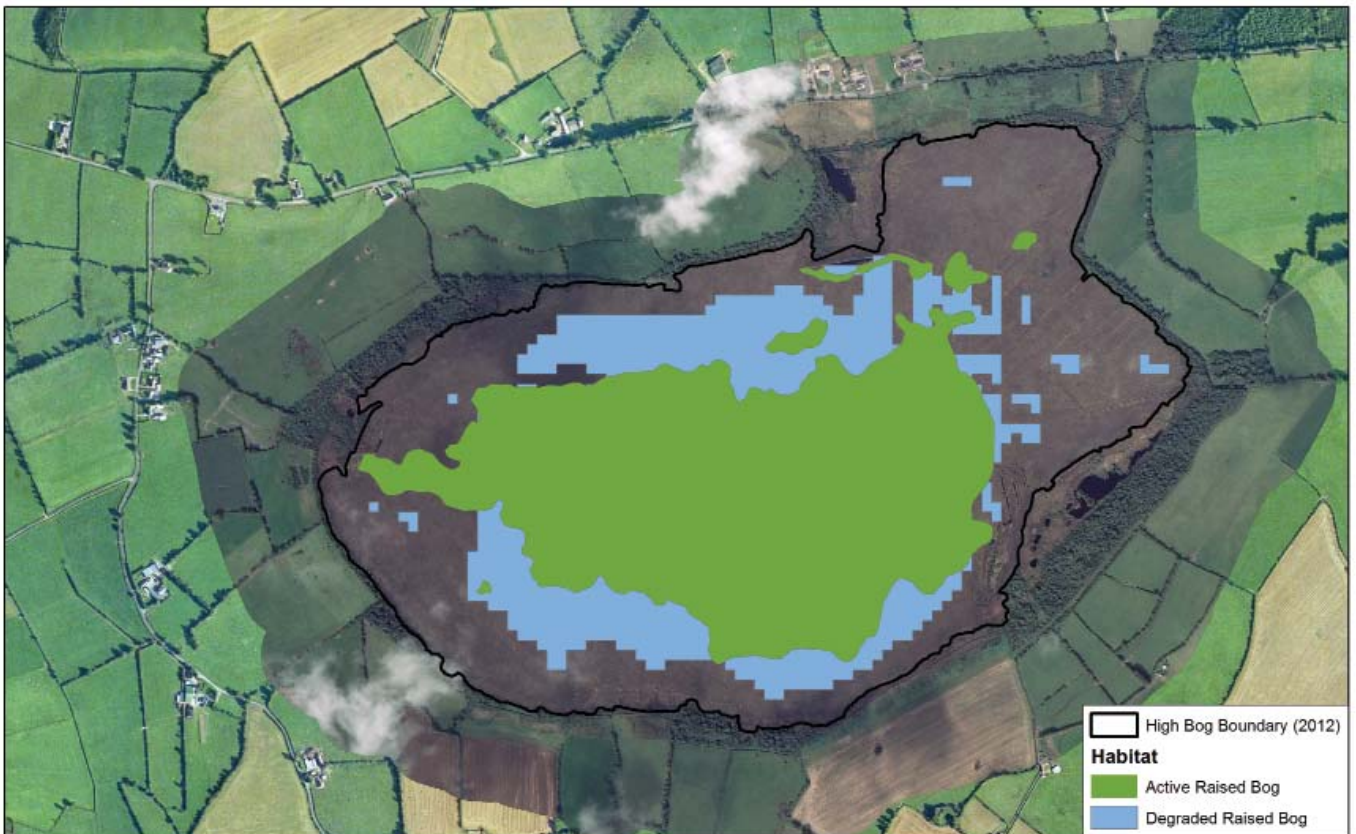 High Bog Boundary (2012)
Habitat
Active Raised Bog
Degraded Raised Bog